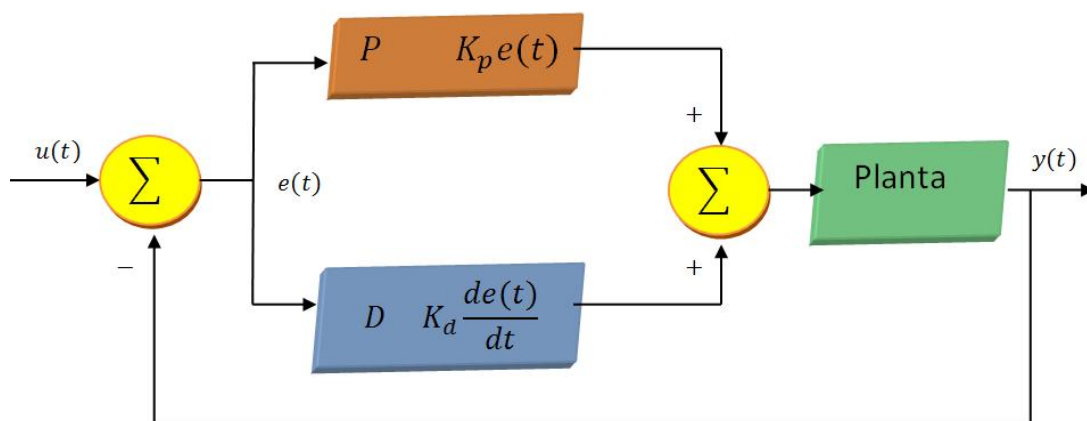 P K_p e(t)
+
u(t)
∑
e(t)
∑
Planta
y(t)
−
+
D K_d de(t)/dt